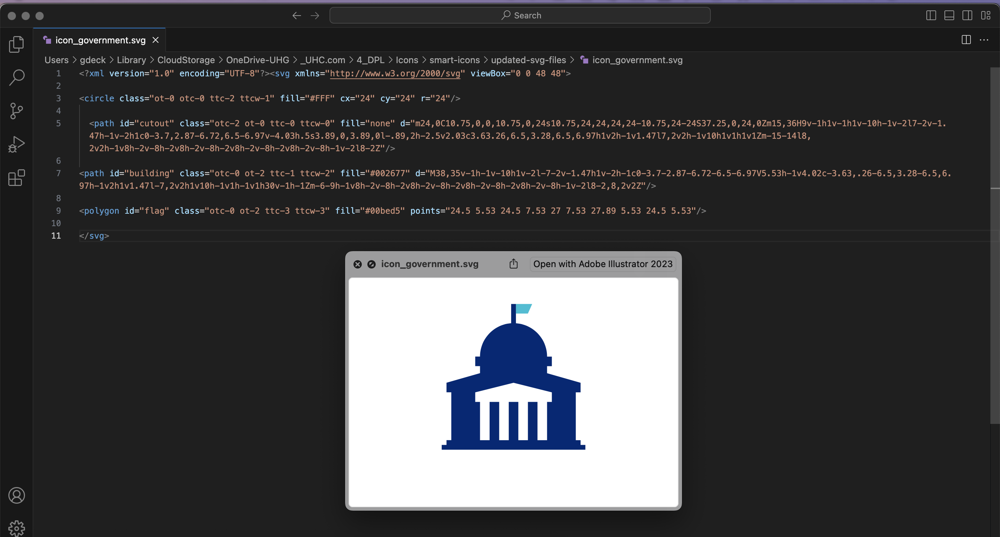 Search
icon_government.svg
Users > gdeck > Library > CloudStorage > OneDrive-UHG > _UHC.com > 4_DPL > Icons > smart-icons > updated-svg-files > icon_government.svg
1 <?xml version="1.0" encoding="UTF-8"?><svg xmlns="http://www.w3.org/2000/svg" viewBox="0 0 48 48">
2
3 <circle class="ot-0 otc-0 ttc-2 ttcw-1" fill="#FFF" cx="24" cy="24" r="24"/>
4
5 <path id="cutout" class="otc-2 ot-0 ttc-0 ttcw-0" fill="none" d="m24,0C10.75,0,0,10.75,0,24s10.75,24,24,24,24-10.75,24-24S37.25,0,24,0Zm15,36H9v-1h1v-1h1v-10h-1v-2l7-2v-1.
47h-1v-2h1c0-3.7,2.87-6.72,6.5-6.97v-4.03h.5s3.89,0,3.89,0l-.89,2h-2.5v2.03c3.63.26,6.5,3.28,6.5,6.97h1v2h-1v1.47l7,2v2h-1v10h1v1h1v1Zm-15-14l8,
2v2h-1v8h-2v-8h-2v8h-2v-8h-2v8h-2v-8h-2v8h-2v-8h-1v-2l8-2Z"/>
6
7 <path id="building" class="otc-0 ot-2 ttc-1 ttcw-2" fill="#002677" d="M38,35v-1h-1v-10h1v-2l-7-2v-1.47h1v-2h-1c0-3.7-2.87-6.72-6.5-6.97V5.53h-1v4.02c-3.63,.26-6.5,3.28-6.5,6.
97h-1v2h1v1.47l-7,2v2h1v10h-1v1h-1v1h30v-1h-1Zm-6-9h-1v8h-2v-8h-2v8h-2v-8h-2v8h-2v-8h-2v8h-2v-8h-1v-2l8-2,8,2v2Z"/>
8
9 <polygon id="flag" class="otc-0 ot-2 ttc-3 ttcw-3" fill="#00bed5" points="24.5 5.53 24.5 7.53 27 7.53 27.89 5.53 24.5 5.53"/>
10
11 </svg>
icon_government.svg
Open with Adobe Illustrator 2023